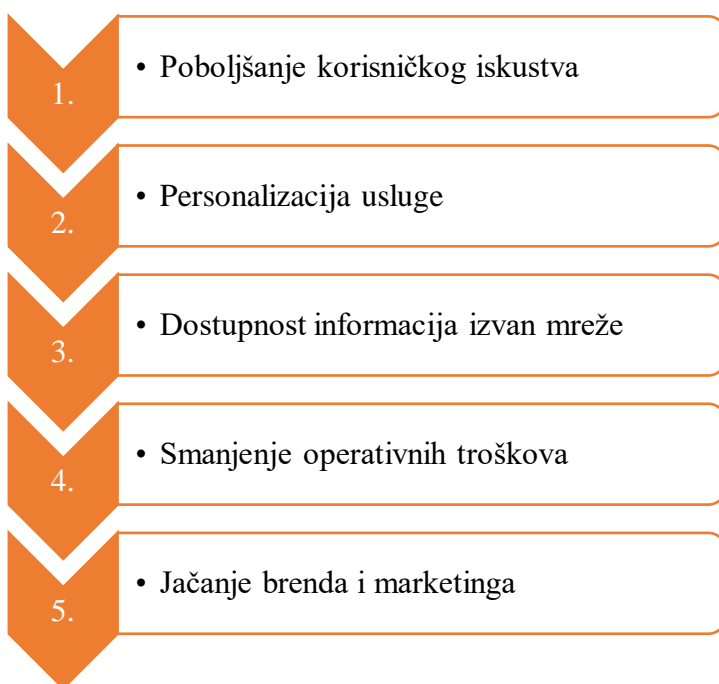 1.
• Poboljšanje korisničkog iskustva
2.
• Personalizacija usluge
3.
• Dostupnost informacija izvan mreže
4.
• Smanjenje operativnih troškova
5.
• Jačanje brenda i marketinga